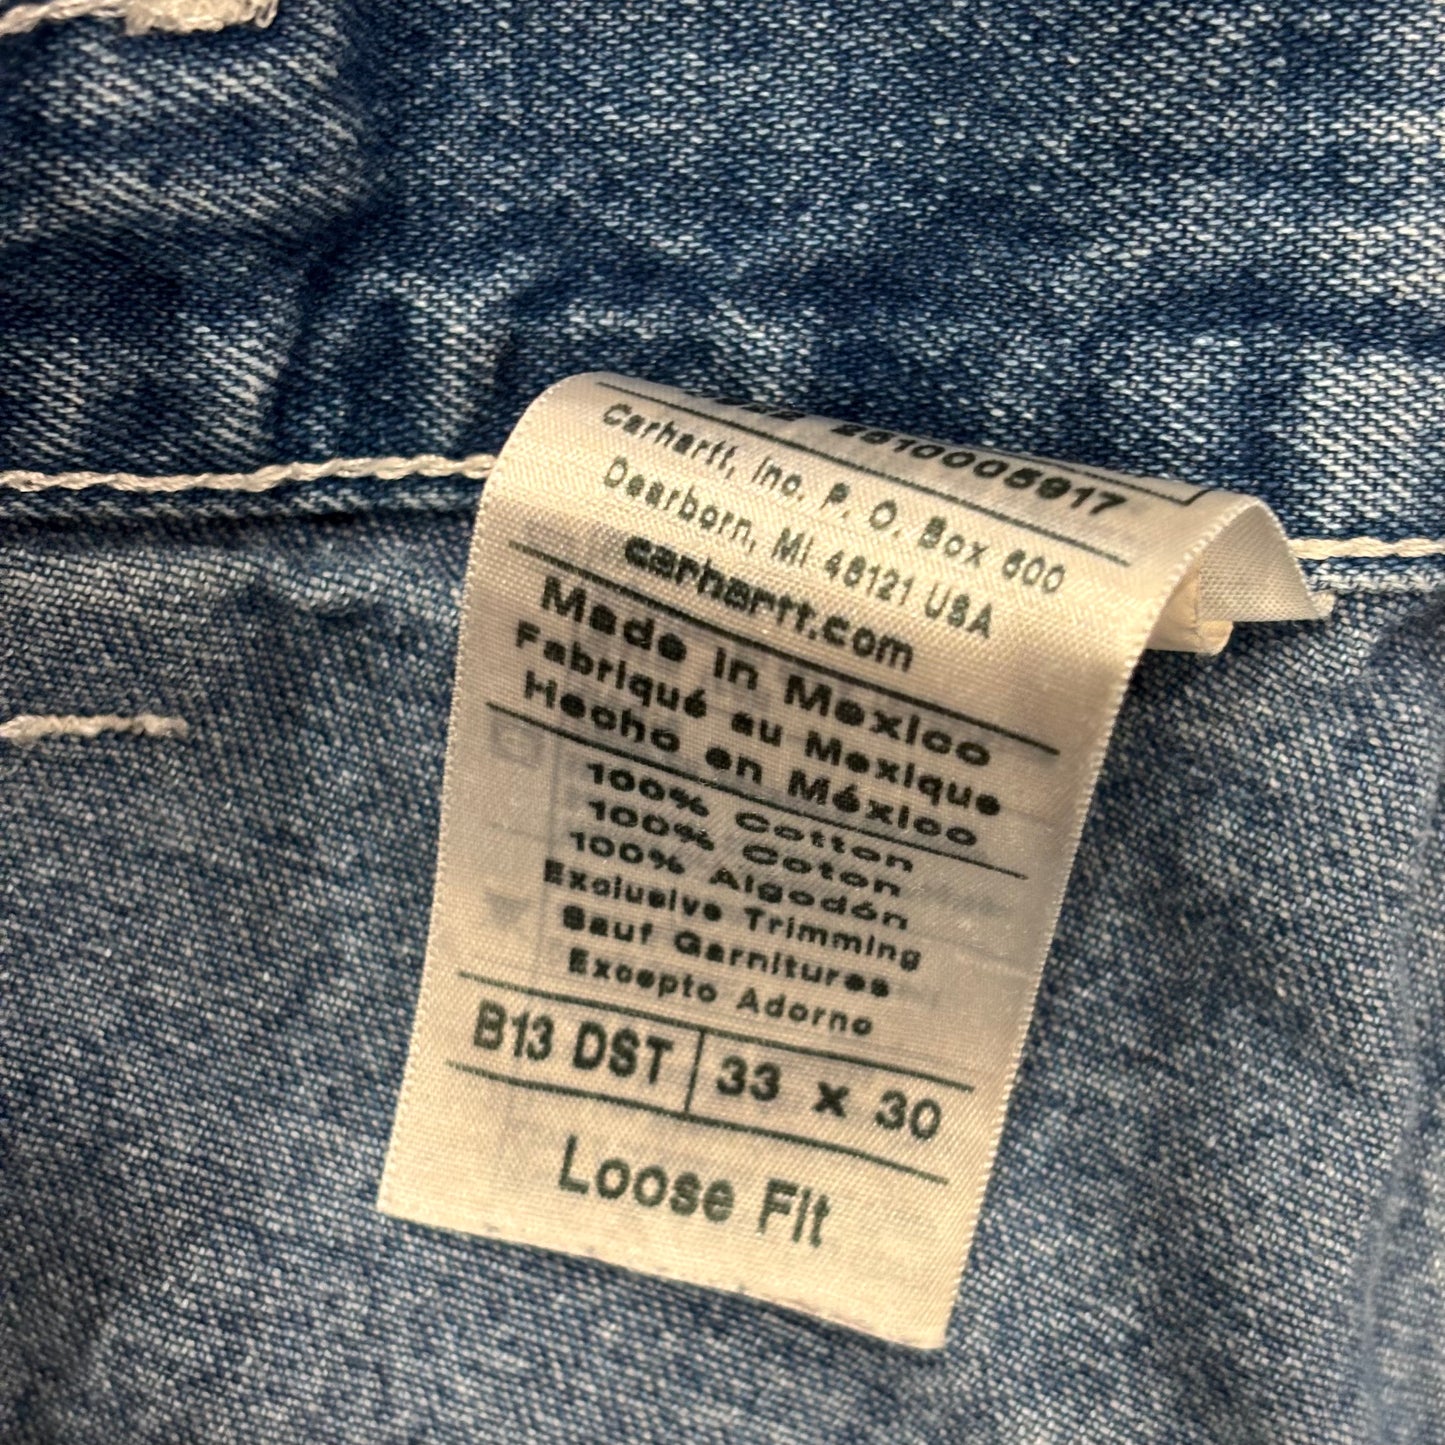 2510005917
Carhartt, Inc. P. O. Box 600
Dearborn, MI 48121 USA
carhartt.com
Made in Mexico
Fabriqué au Mexique
Hecho en México
100% Cotton
100% Coton
100% Algodón
Exclusive Trimming
Sauf Garnitures
Excepto Adorno
B13 DST 33 x 30
Loose Fit